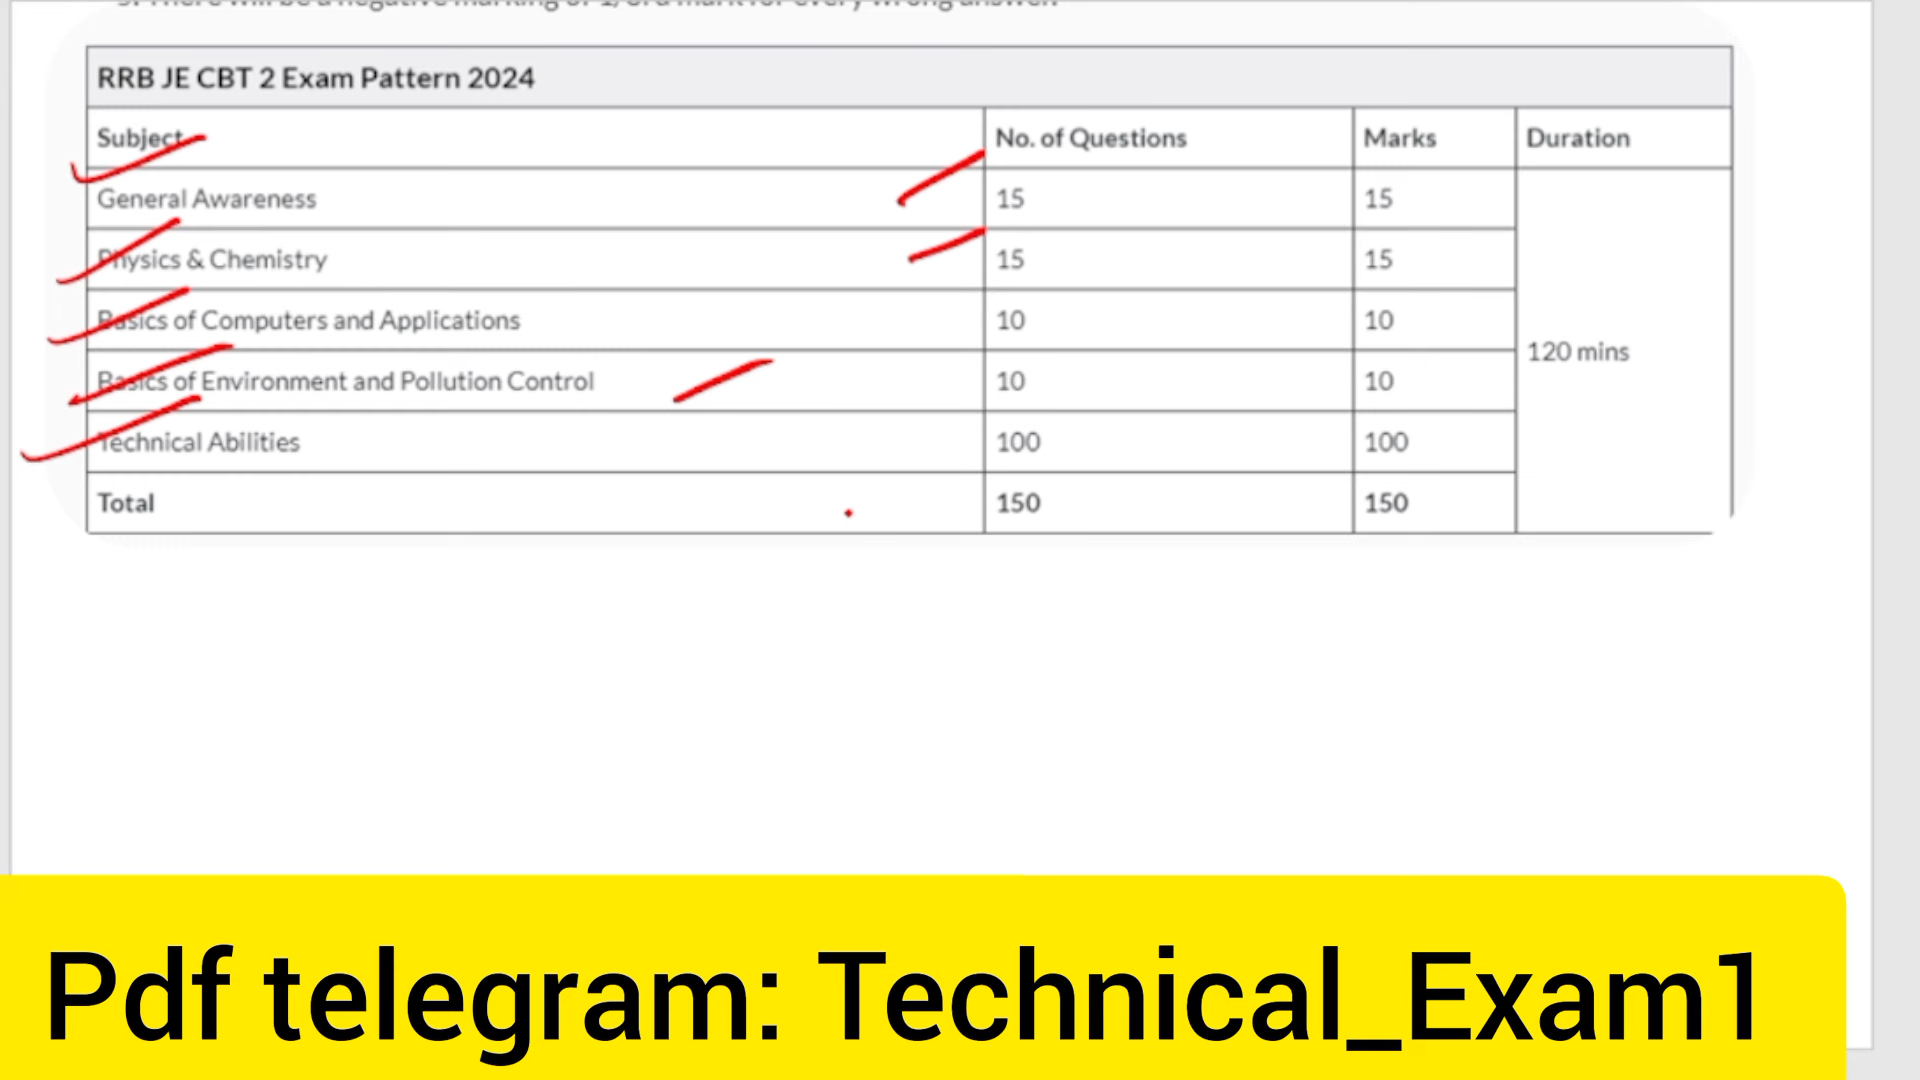 RRB JE CBT 2 Exam Pattern 2024
Subject No. of Questions Marks Duration
General Awareness 15 15
Physics & Chemistry 15 15
Basics of Computers and Applications 10 10
120 mins
Basics of Environment and Pollution Control 10 10
Technical Abilities 100 100
Total 150 150
Pdf telegram: Technical_Exam1